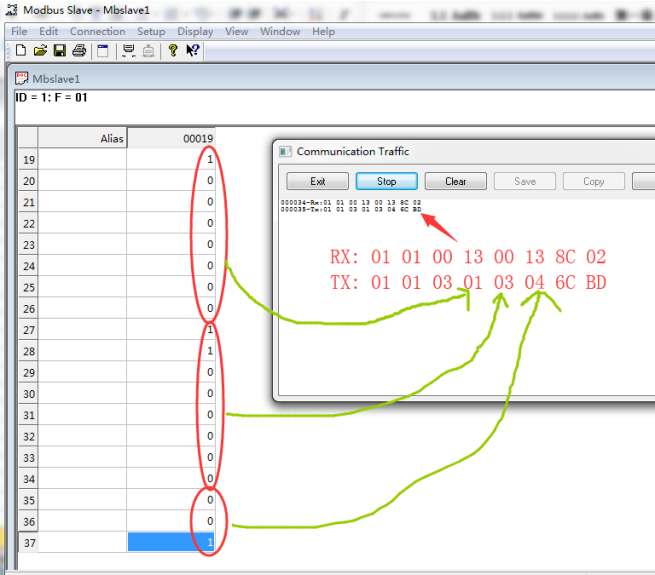 Modbus Slave - Mbslave1
File Edit Connection Setup Display View Window Help
Mbslave1
ID = 1: F = 01
Alias 00019
19 1
20 0
21 0
22 0
23 0
24 0
25 0
26 0
27 1
28 1
29 0
30 0
31 0
32 0
33 0
34 0
35 0
36 0
37 1
Communication Traffic
Exit Stop Clear Save Copy
000034-Rx:01 01 00 13 00 13 8C 02
000035-Tx:01 01 03 01 03 04 6C BD
RX: 01 01 00 13 00 13 8C 02
TX: 01 01 03 01 03 04 6C BD